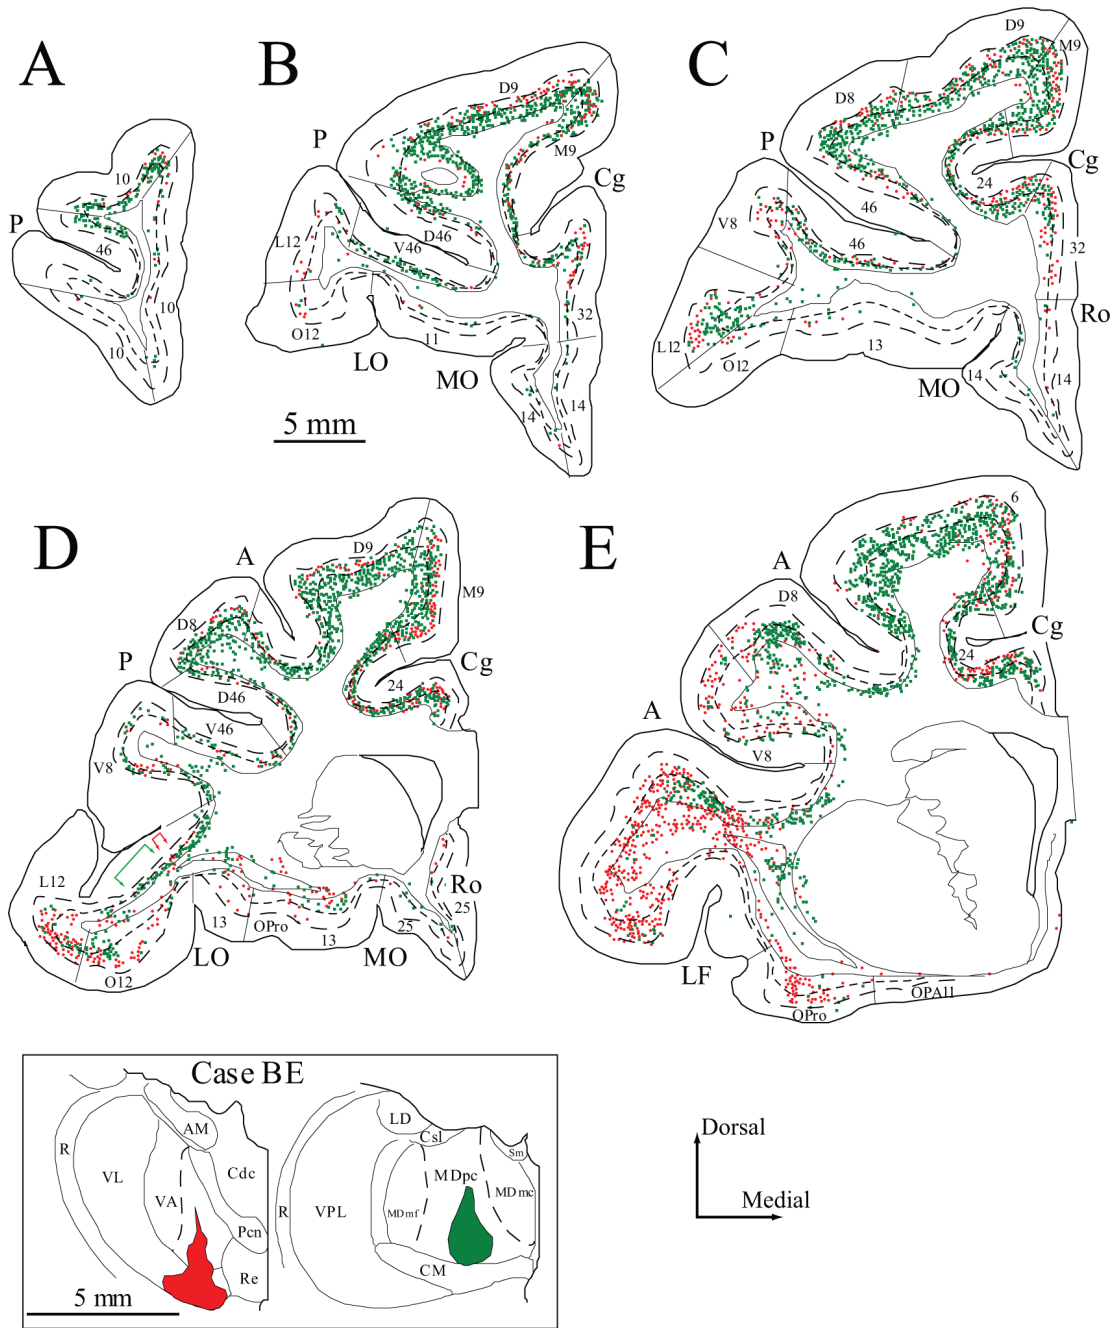 A
P
10
46
10
10
B
P
D9
M9
Cg
L12
V46
D46
O12
LO
11
MO
32
14
14
5 mm
C
P
D9
M9
D8
Cg
24
46
V8
46
32
L12
O12
13
MO
14
14
Ro
D
A
D9
M9
D8
P
Cg
24
D46
V46
V8
L12
O12
LO
13
OPro
13
MO
25
25
Ro
E
6
A
D8
Cg
24
A
V8
LF
OPro
OPAll
Case BE
R
VL
VA
AM
Cdc
Pcn
Re
5 mm
R
VPL
LD
Csl
Sm
MDpc
MDmc
MDmf
CM
Dorsal
Medial